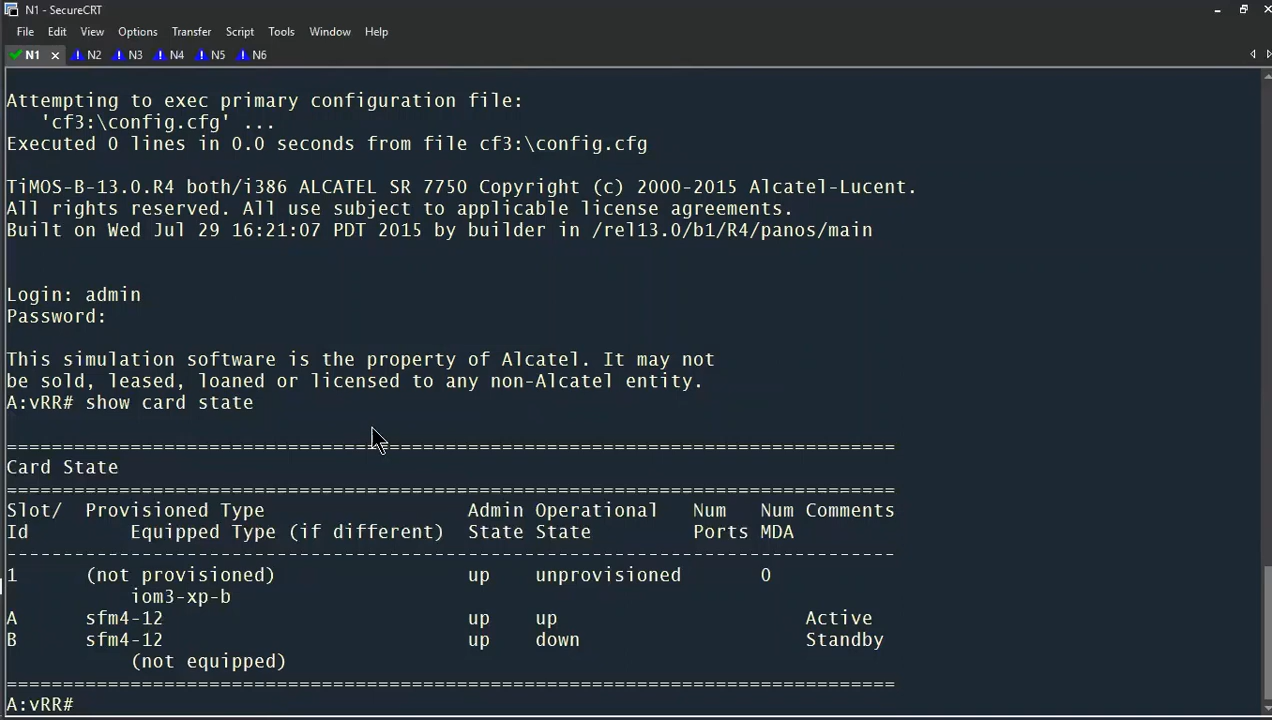 N1 - SecureCRT
File Edit View Options Transfer Script Tools Window Help
N1 N2 N3 N4 N5 N6
Attempting to exec primary configuration file:
    'cf3:\config.cfg' ...
Executed 0 lines in 0.0 seconds from file cf3:\config.cfg
TiMOS-B-13.0.R4 both/i386 ALCATEL SR 7750 Copyright (c) 2000-2015 Alcatel-Lucent.
All rights reserved. All use subject to applicable license agreements.
Built on Wed Jul 29 16:21:07 PDT 2015 by builder in /rel13.0/b1/R4/panos/main
Login: admin
Password:
This simulation software is the property of Alcatel. It may not
be sold, leased, loaned or licensed to any non-Alcatel entity.
A:vRR# show card state
===============================================================================
Card State
===============================================================================
Slot/  Provisioned Type                  Admin Operational   Num   Num Comments
Id         Equipped Type (if different)  State State         Ports MDA
-------------------------------------------------------------------------------
1      (not provisioned)                 up    unprovisioned       0
           iom3-xp-b
A      sfm4-12                           up    up                      Active
B      sfm4-12                           up    down                    Standby
           (not equipped)
===============================================================================
A:vRR#